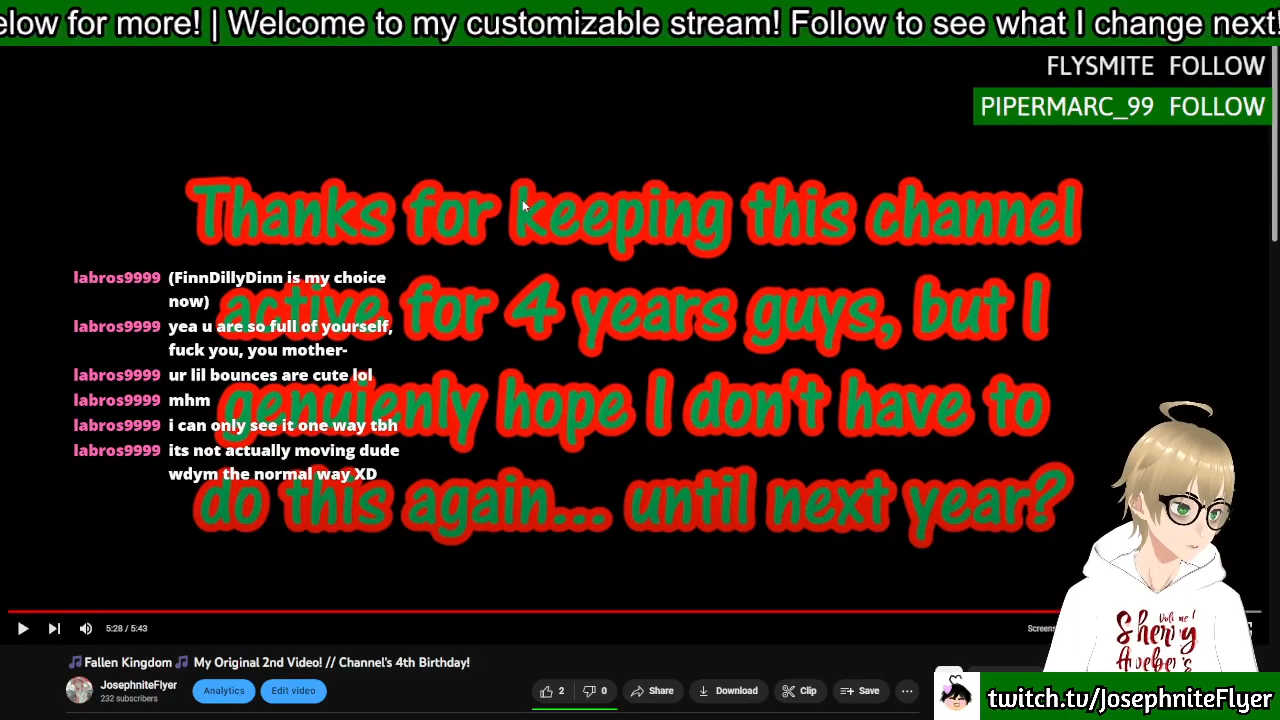 elow for more! | Welcome to my customizable stream! Follow to see what I change next!
FLYSMITE FOLLOW
PIPERMARC_99 FOLLOW
Thanks for keeping this channel
active for 4 years guys, but I
genuienly hope I don't have to
do this again... until next year?
labros9999 (FinnDillyDinn is my choice
now)
labros9999 yea u are so full of yourself,
fuck you, you mother-
labros9999 ur lil bounces are cute lol
labros9999 mhm
labros9999 i can only see it one way tbh
labros9999 its not actually moving dude
wdym the normal way XD
5:28 / 5:43
Screens
🎵Fallen Kingdom🎵 My Original 2nd Video! // Channel's 4th Birthday!
JosephniteFlyer
232 subscribers
Analytics
Edit video
2
0
Share
Download
Clip
Save
Sherry
twitch.tv/JosephniteFlyer